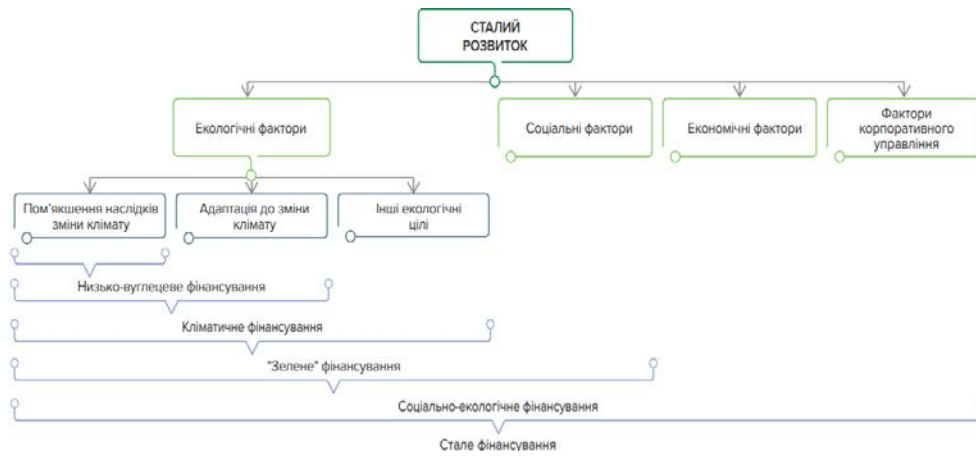 СТАЛИЙ
РОЗВИТОК
Екологічні фактори
Соціальні фактори
Економічні фактори
Фактори
корпоративного
управління
Пом'якшення наслідків
зміни клімату
Адаптація до зміни
клімату
Інші екологічні
цілі
Низько-вуглецеве фінансування
Кліматичне фінансування
"Зелене" фінансування
Соціально-екологічне фінансування
Стале фінансування